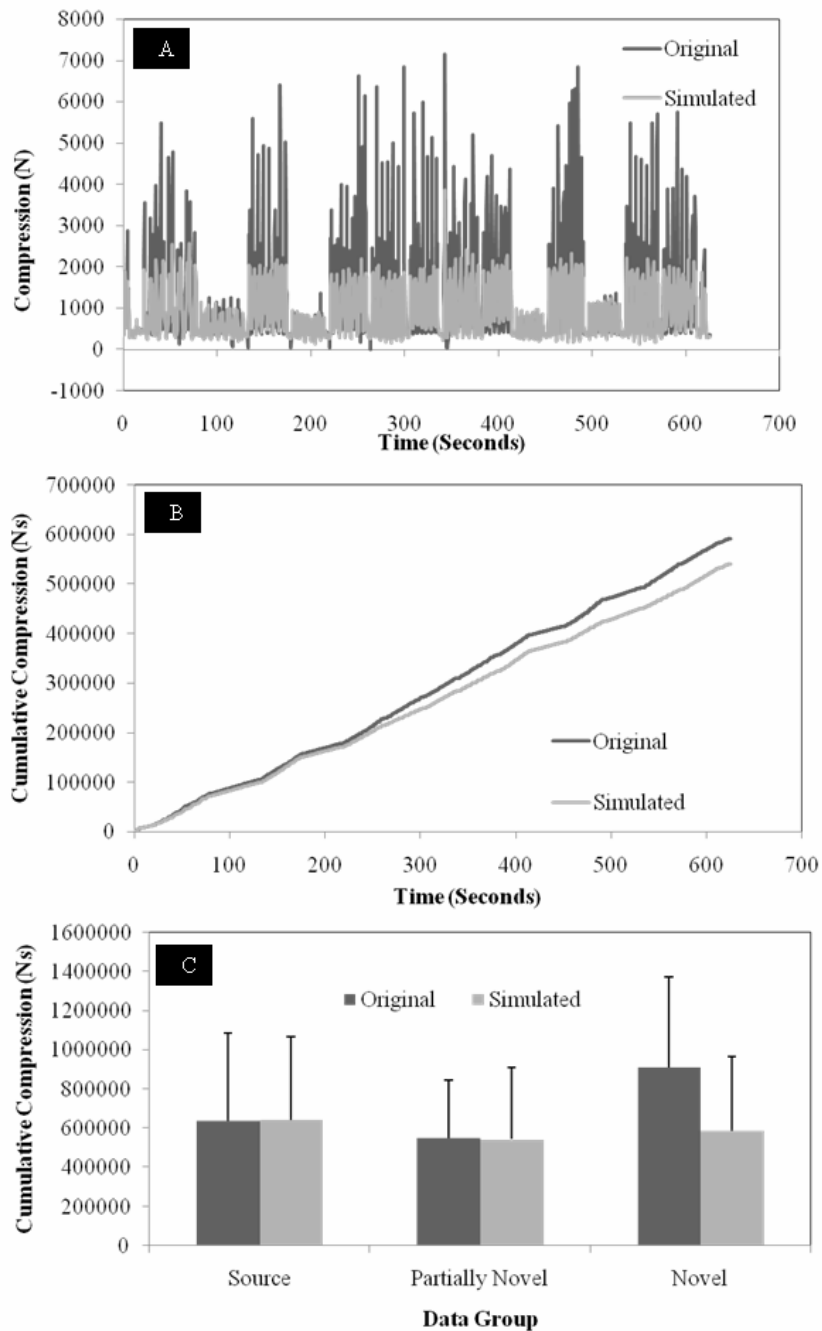 A
Original
Simulated
Compression (N)
8000
7000
6000
5000
4000
3000
2000
1000
0
-1000
0 100 200 300 400 500 600 700
Time (Seconds)
B
Cumulative Compression (Ns)
700000
600000
500000
400000
300000
200000
100000
0
Original
Simulated
0 100 200 300 400 500 600 700
Time (Seconds)
C
Cumulative Compression (Ns)
1600000
1400000
1200000
1000000
800000
600000
400000
200000
0
Original Simulated
Source Partially Novel Novel
Data Group